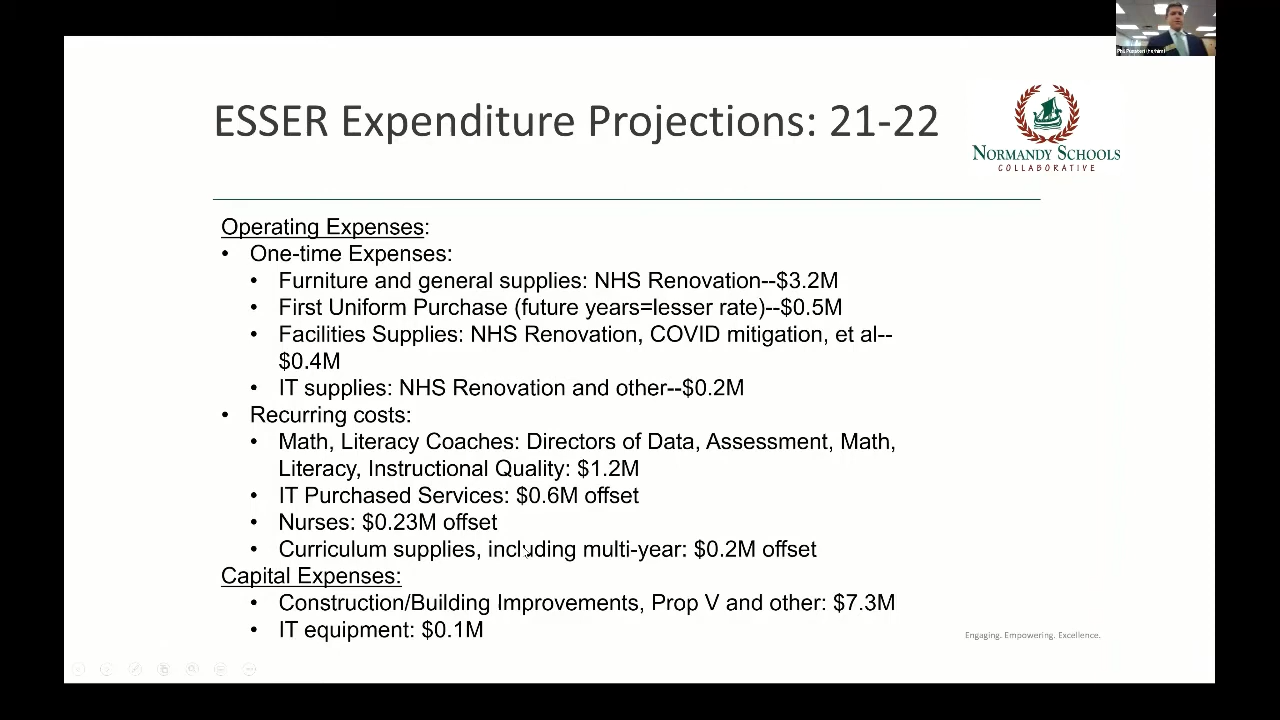 ESSER Expenditure Projections: 21-22
NORMANDY SCHOOLS
COLLABORATIVE
Operating Expenses:
• One-time Expenses:
• Furniture and general supplies: NHS Renovation--$3.2M
• First Uniform Purchase (future years=lesser rate)--$0.5M
• Facilities Supplies: NHS Renovation, COVID mitigation, et al--
$0.4M
• IT supplies: NHS Renovation and other--$0.2M
• Recurring costs:
• Math, Literacy Coaches: Directors of Data, Assessment, Math,
Literacy, Instructional Quality: $1.2M
• IT Purchased Services: $0.6M offset
• Nurses: $0.23M offset
• Curriculum supplies, including multi-year: $0.2M offset
Capital Expenses:
• Construction/Building Improvements, Prop V and other: $7.3M
• IT equipment: $0.1M
Engaging. Empowering. Excellence.